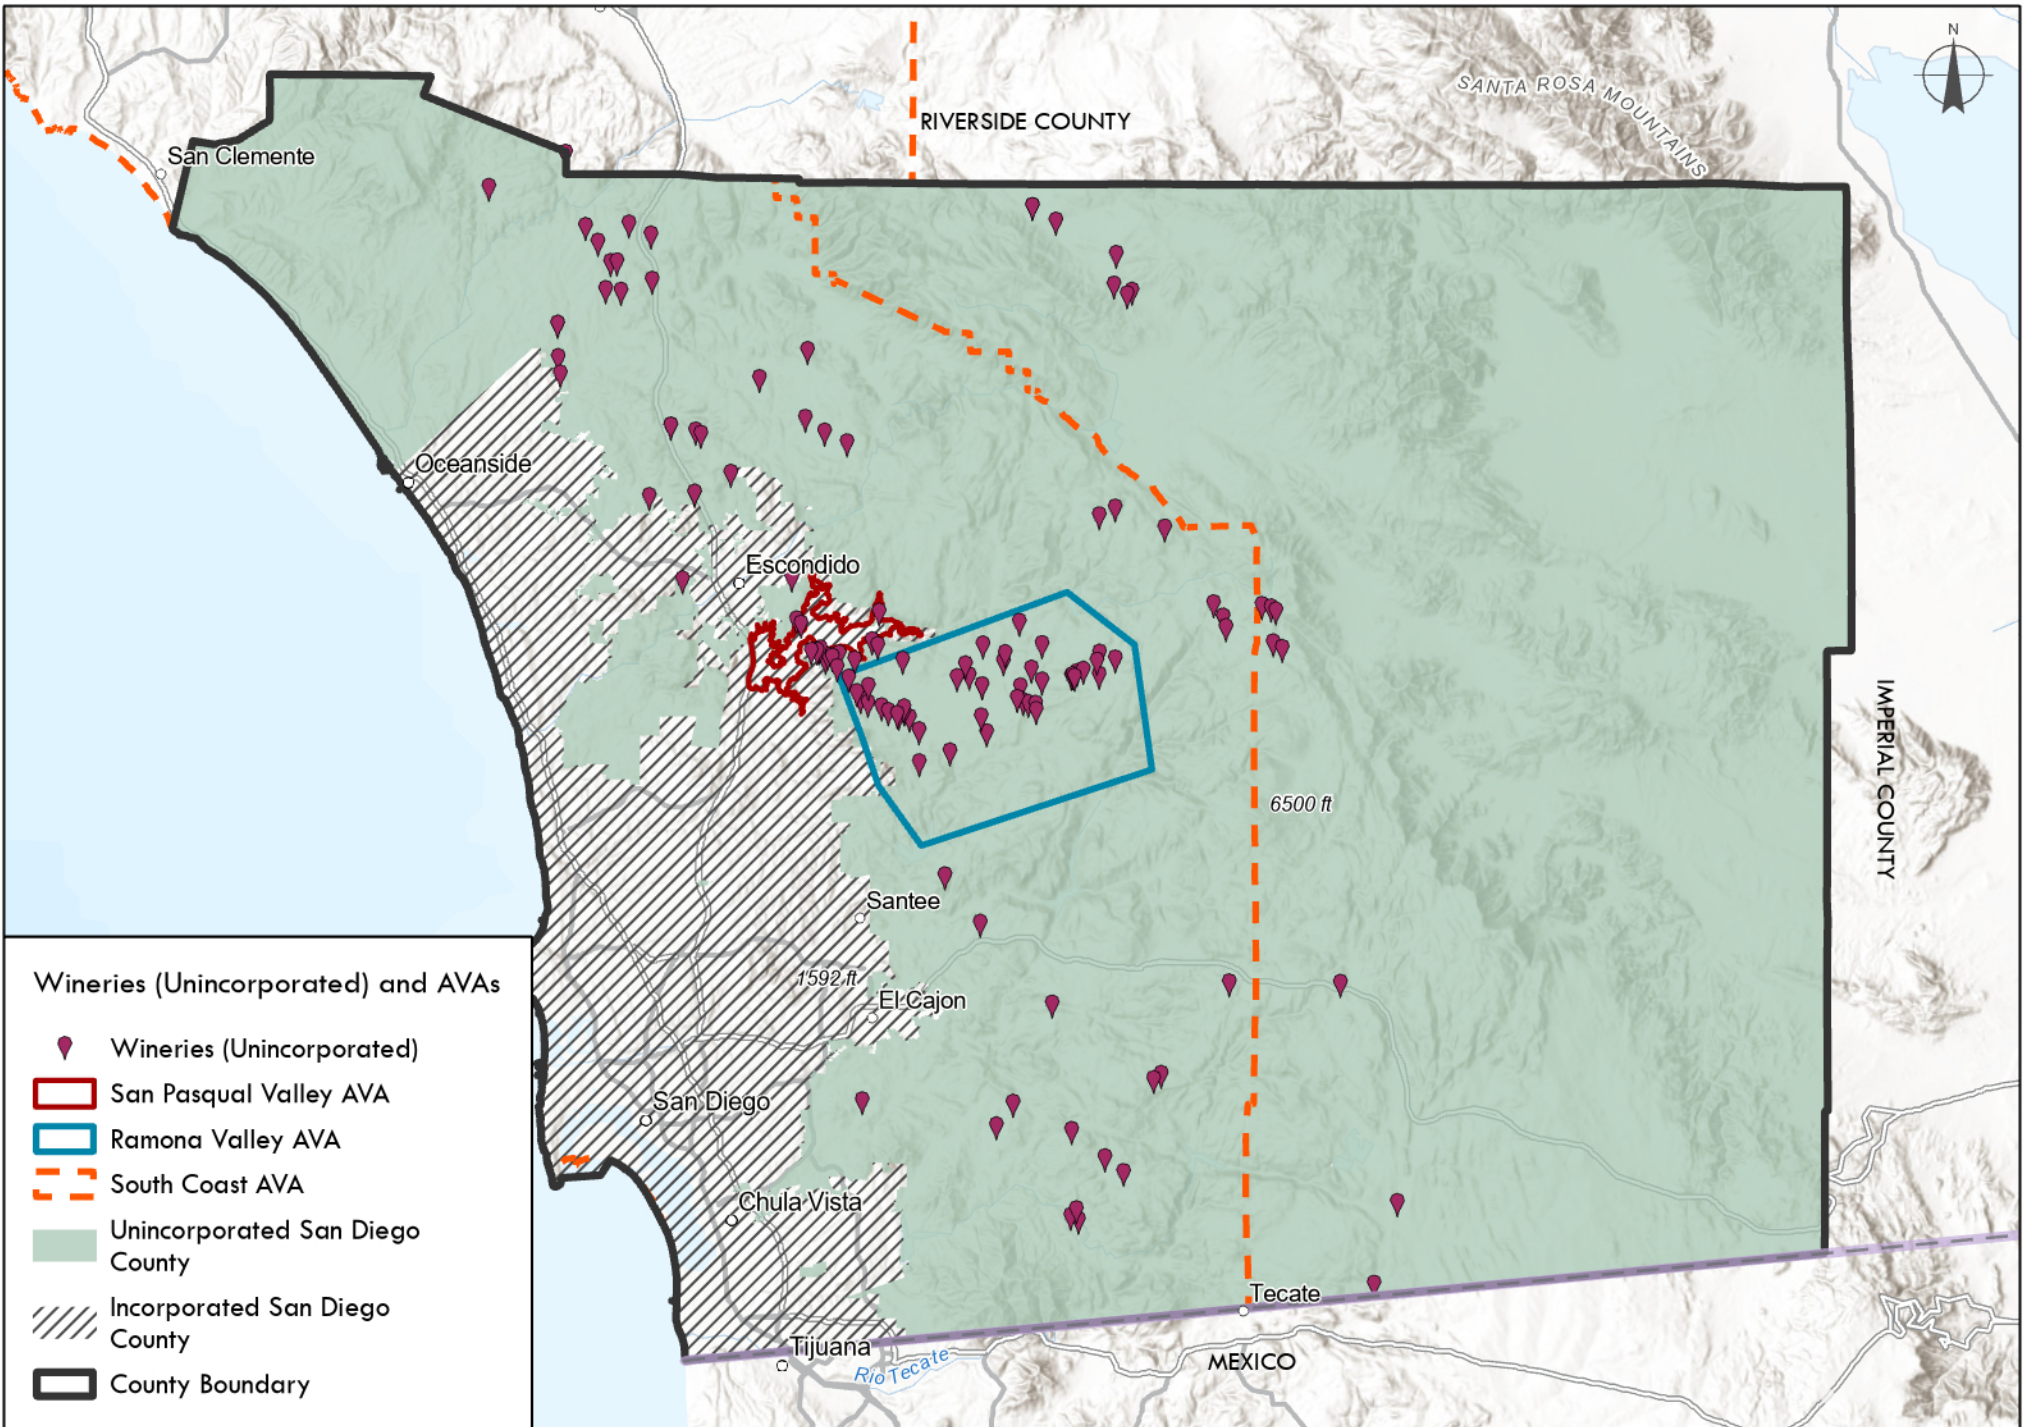 N
SANTA ROSA MOUNTAINS
RIVERSIDE COUNTY
San Clemente
Oceanside
Escondido
IMPERIAL COUNTY
6500 ft
Santee
1592 ft
El Cajon
San Diego
Chula Vista
Tecate
Tijuana
Rio Tecate
MEXICO
Wineries (Unincorporated) and AVAs
Wineries (Unincorporated)
San Pasqual Valley AVA
Ramona Valley AVA
South Coast AVA
Unincorporated San Diego
County
Incorporated San Diego
County
County Boundary